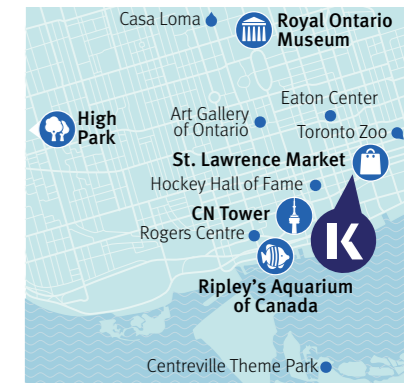 Casa Loma
Royal Ontario
Museum
High
Park
Eaton Center
Art Gallery
of Ontario
Toronto Zoo
St. Lawrence Market
Hockey Hall of Fame
CN Tower
Rogers Centre
K
Ripley’s Aquarium
of Canada
Centreville Theme Park